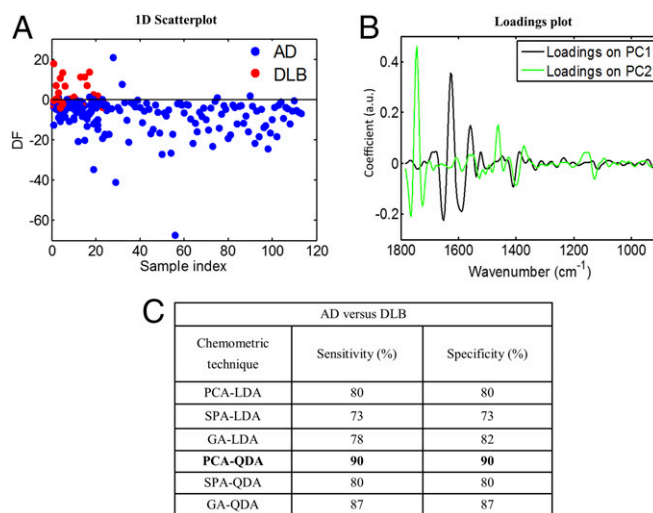 A
1D Scatterplot
AD
DLB
DF
20
0
-20
-40
-60
0 20 40 60 80 100 120
Sample index
B
Loadings plot
Loadings on PC1
Loadings on PC2
Coefficient (a.u.)
0.4
0.2
0
-0.2
1800 1600 1400 1200 1000
Wavenumber (cm-1)
C
AD versus DLB
Chemometric technique Sensitivity (%) Specificity (%)
PCA-LDA 80 80
SPA-LDA 73 73
GA-LDA 78 82
PCA-QDA 90 90
SPA-QDA 80 80
GA-QDA 87 87